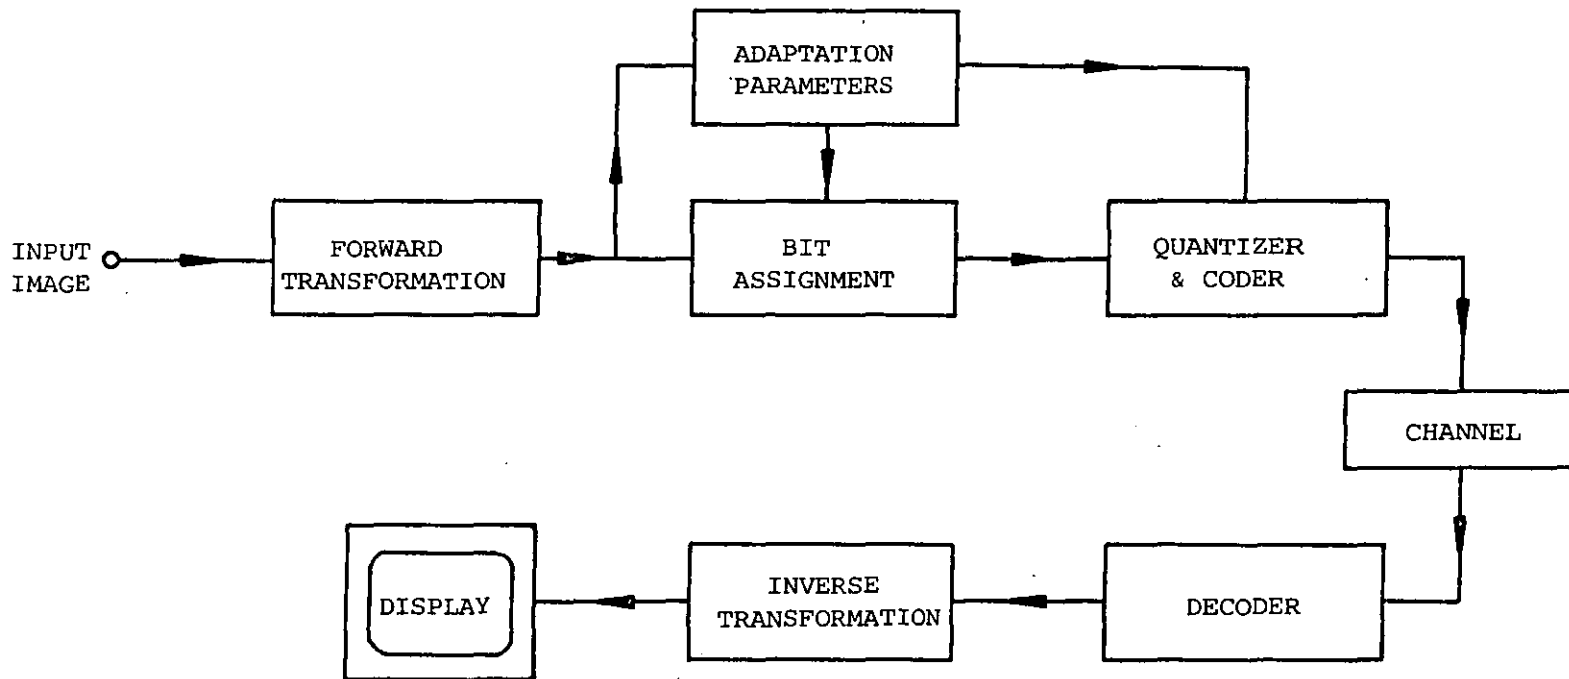 ADAPTATION
PARAMETERS
INPUT
IMAGE
FORWARD
TRANSFORMATION
BIT
ASSIGNMENT
QUANTIZER
& CODER
CHANNEL
DISPLAY
INVERSE
TRANSFORMATION
DECODER